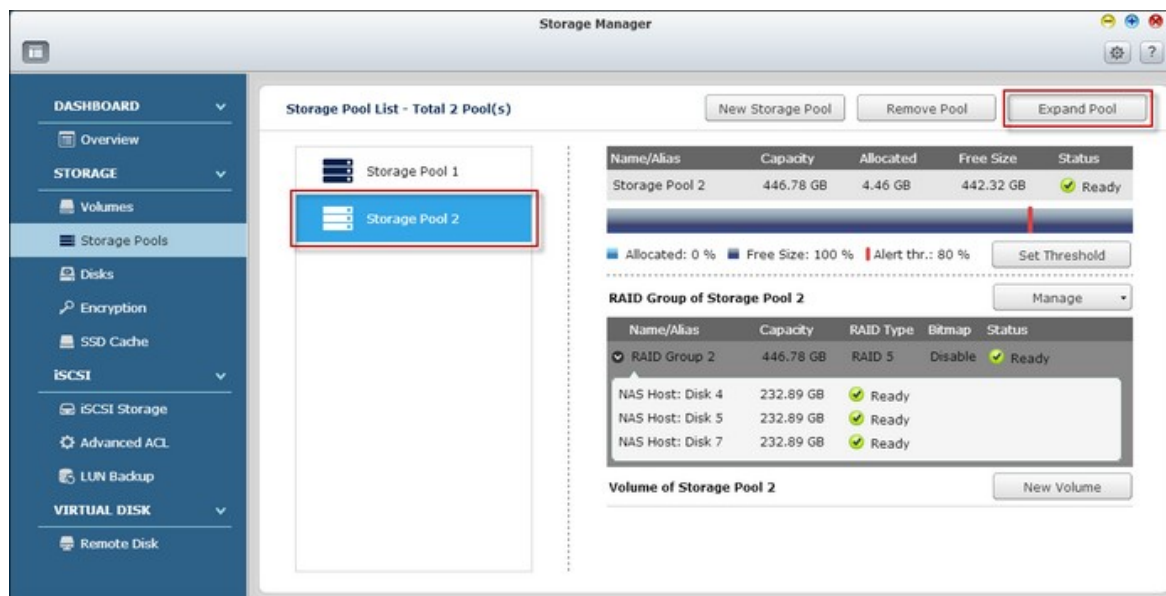 Storage Manager
?
DASHBOARD
Overview
STORAGE
Volumes
Storage Pools
Disks
Encryption
SSD Cache
iSCSI
iSCSI Storage
Advanced ACL
LUN Backup
VIRTUAL DISK
Remote Disk
Storage Pool List - Total 2 Pool(s)
New Storage Pool
Remove Pool
Expand Pool
Storage Pool 1
Storage Pool 2
Name/Alias Capacity Allocated Free Size Status
Storage Pool 2 446.78 GB 4.46 GB 442.32 GB Ready
Allocated: 0 % Free Size: 100 % Alert thr.: 80 % Set Threshold
RAID Group of Storage Pool 2 Manage
Name/Alias Capacity RAID Type Bitmap Status
RAID Group 2 446.78 GB RAID 5 Disable Ready
NAS Host: Disk 4 232.89 GB Ready
NAS Host: Disk 5 232.89 GB Ready
NAS Host: Disk 7 232.89 GB Ready
Volume of Storage Pool 2 New Volume